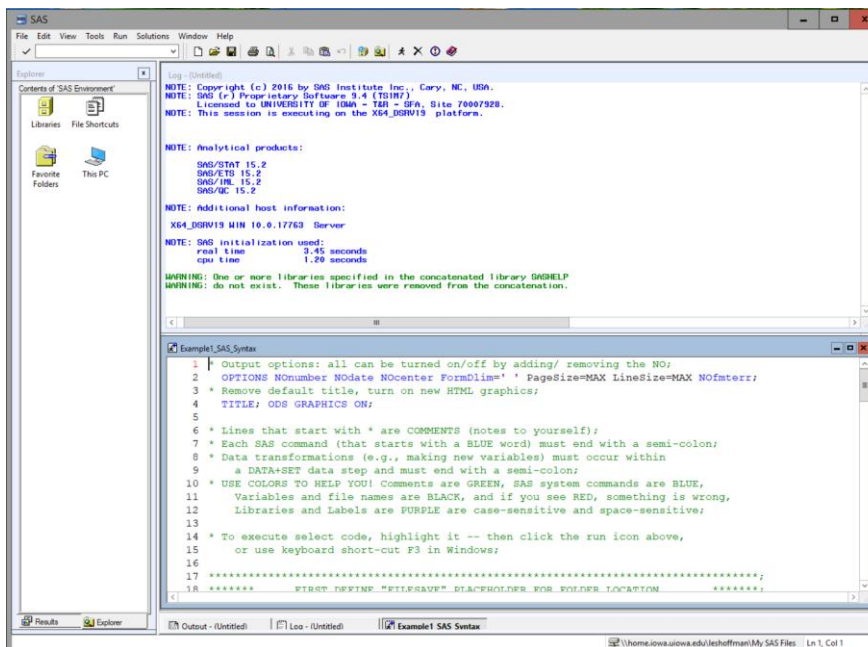 SAS
File Edit View Tools Run Solutions Window Help
Explorer
Contents of 'SAS Environment'
Libraries File Shortcuts
Favorite Folders This PC
Log - (Untitled)
NOTE: Copyright (c) 2016 by SAS Institute Inc., Cary, NC, USA.
NOTE: SAS (r) Proprietary Software 9.4 (TS1M7)
Licensed to UNIVERSITY OF IOWA - T&R - SFA, Site 70007928.
NOTE: This session is executing on the X64_DSRV19 platform.
NOTE: Analytical products:
SAS/STAT 15.2
SAS/ETS 15.2
SAS/IML 15.2
SAS/QC 15.2
NOTE: Additional host information:
X64_DSRV19 WIN 10.0.17763 Server
NOTE: SAS initialization used:
real time 3.45 seconds
cpu time 1.20 seconds
WARNING: One or more libraries specified in the concatenated library SASHELP
WARNING: do not exist. These libraries were removed from the concatenation.
Example1_SAS_Syntax
1 * Output options: all can be turned on/off by adding/ removing the NO;
2 OPTIONS NOnumber NOdate NOcenter FormDlim=' ' PageSize=MAX LineSize=MAX NOfmterr;
3 * Remove default title, turn on new HTML graphics;
4 TITLE; ODS GRAPHICS ON;
5
6 * Lines that start with * are COMMENTS (notes to yourself);
7 * Each SAS command (that starts with a BLUE word) must end with a semi-colon;
8 * Data transformations (e.g., making new variables) must occur within
9 a DATA+SET data step and must end with a semi-colon;
10 * USE COLORS TO HELP YOU! Comments are GREEN, SAS system commands are BLUE,
11 Variables and file names are BLACK, and if you see RED, something is wrong,
12 Libraries and Labels are PURPLE are case-sensitive and space-sensitive;
13
14 * To execute select code, highlight it -- then click the run icon above,
15 or use keyboard short-cut F3 in Windows;
16
17 ***********************************************************************************;
18 ******* FIRST DEFINE "FILESAVE" PLACEHOLDER FOR FOLDER LOCATION *******;
Results Explorer
Output - (Untitled) Log - (Untitled) Example1 SAS Syntax
\\home.iowa.uiowa.edu\leshoffman\My SAS Files Ln 1, Col 1